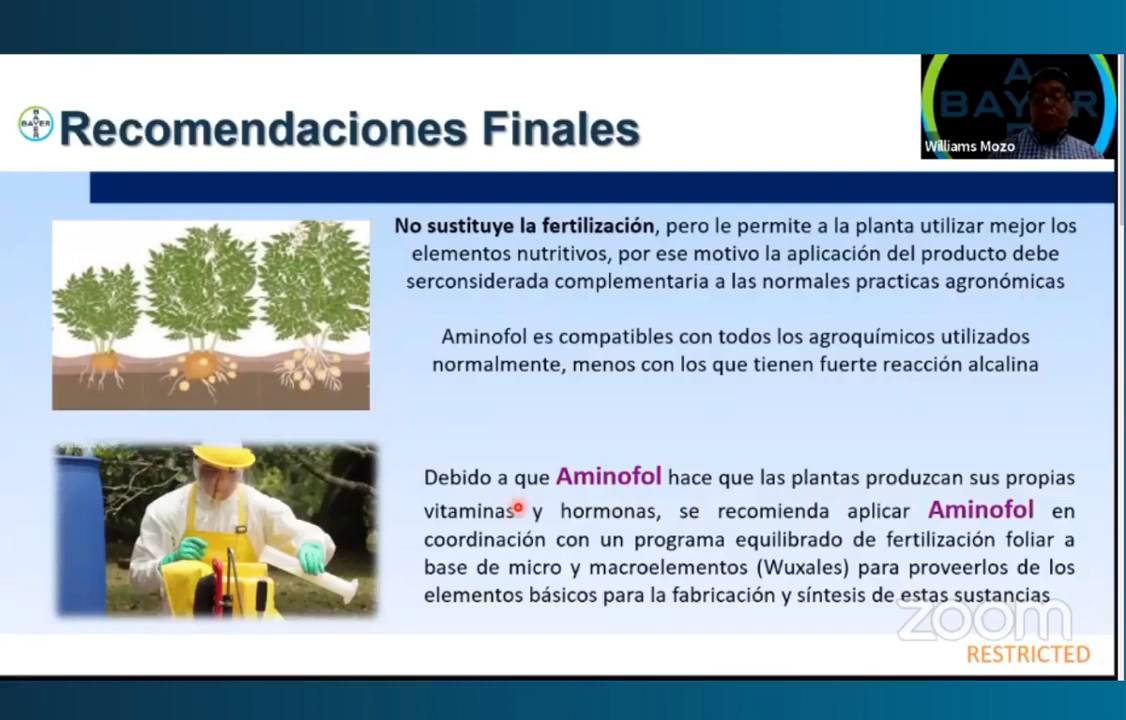 BAYER
BAYER
Recomendaciones Finales
BAYER
Williams Mozo
No sustituye la fertilización, pero le permite a la planta utilizar mejor los
elementos nutritivos, por ese motivo la aplicación del producto debe
serconsiderada complementaria a las normales practicas agronómicas
Aminofol es compatibles con todos los agroquímicos utilizados
normalmente, menos con los que tienen fuerte reacción alcalina
Debido a que Aminofol hace que las plantas produzcan sus propias
vitaminas y hormonas, se recomienda aplicar Aminofol en
coordinación con un programa equilibrado de fertilización foliar a
base de micro y macroelementos (Wuxales) para proveerlos de los
elementos básicos para la fabricación y síntesis de estas sustancias
zoom
RESTRICTED